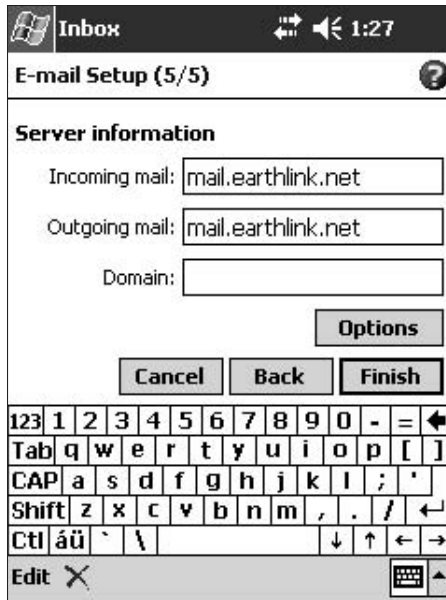 Inbox 1:27
E-mail Setup (5/5) ?
Server information
Incoming mail: mail.earthlink.net
Outgoing mail: mail.earthlink.net
Domain:
Options
Cancel Back Finish
123 1 2 3 4 5 6 7 8 9 0 - =
Tab q w e r t y u i o p [ ]
CAP a s d f g h j k l ; '
Shift z x c v b n m , . /
Ctl áü ` \
Edit